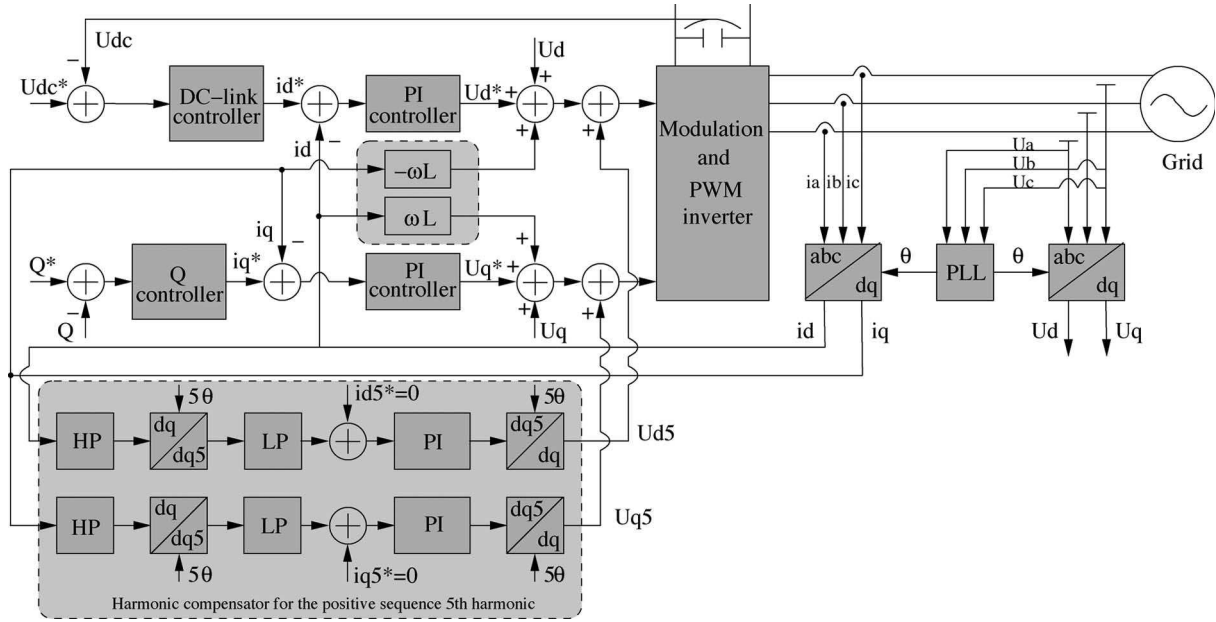 Udc
−
Udc*
DC−link
controller
id*
−
id
PI
controller
Ud*
+
Ud
+
+
+
−ωL
ωL
iq
−
Q*
−
Q
Q
controller
iq*
PI
controller
Uq*
+
+
+
Uq
+
Modulation
and
PWM
inverter
Grid
Ua
Ub
Uc
ia
ib
ic
abc
dq
θ
PLL
θ
abc
dq
id
iq
Ud
Uq
5θ
id5*=0
5θ
HP
dq
dq5
LP
PI
dq5
dq
Ud5
HP
dq
dq5
LP
PI
dq5
dq
Uq5
5θ
iq5*=0
5θ
Harmonic compensator for the positive sequence 5th harmonic